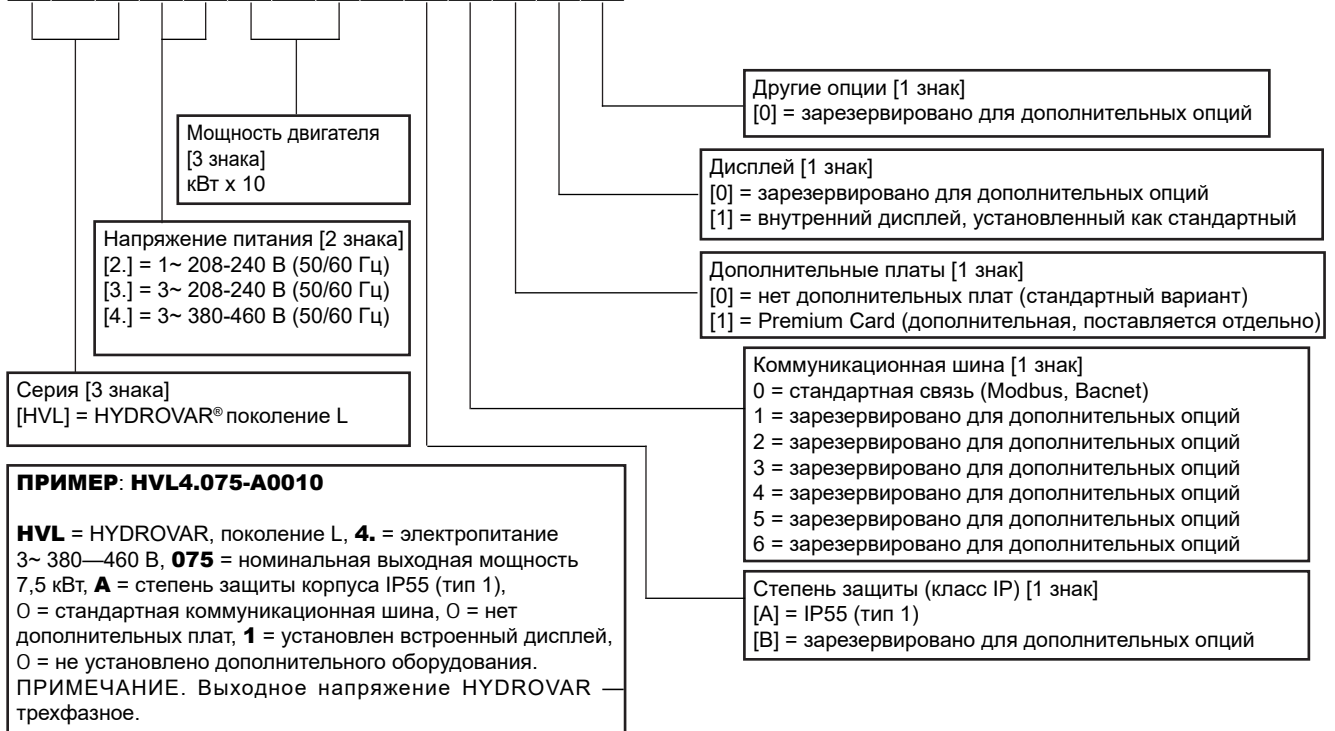 Другие опции [1 знак]
[0] = зарезервировано для дополнительных опций
Мощность двигателя
[3 знака]
кВт x 10
Дисплей [1 знак]
[0] = зарезервировано для дополнительных опций
[1] = внутренний дисплей, установленный как стандартный
Напряжение питания [2 знака]
[2.] = 1~ 208-240 В (50/60 Гц)
[3.] = 3~ 208-240 В (50/60 Гц)
[4.] = 3~ 380-460 В (50/60 Гц)
Дополнительные платы [1 знак]
[0] = нет дополнительных плат (стандартный вариант)
[1] = Premium Card (дополнительная, поставляется отдельно)
Коммуникационная шина [1 знак]
0 = стандартная связь (Modbus, Bacnet)
1 = зарезервировано для дополнительных опций
2 = зарезервировано для дополнительных опций
3 = зарезервировано для дополнительных опций
4 = зарезервировано для дополнительных опций
5 = зарезервировано для дополнительных опций
6 = зарезервировано для дополнительных опций
Серия [3 знака]
[HVL] = HYDROVAR® поколение L
Степень защиты (класс IP) [1 знак]
[A] = IP55 (тип 1)
[B] = зарезервировано для дополнительных опций
ПРИМЕР: HVL4.075-A0010
HVL = HYDROVAR, поколение L, 4. = электропитание
3~ 380—460 В, 075 = номинальная выходная мощность
7,5 кВт, A = степень защиты корпуса IP55 (тип 1),
0 = стандартная коммуникационная шина, 0 = нет
дополнительных плат, 1 = установлен встроенный дисплей,
0 = не установлено дополнительного оборудования.
ПРИМЕЧАНИЕ. Выходное напряжение HYDROVAR —
трехфазное.